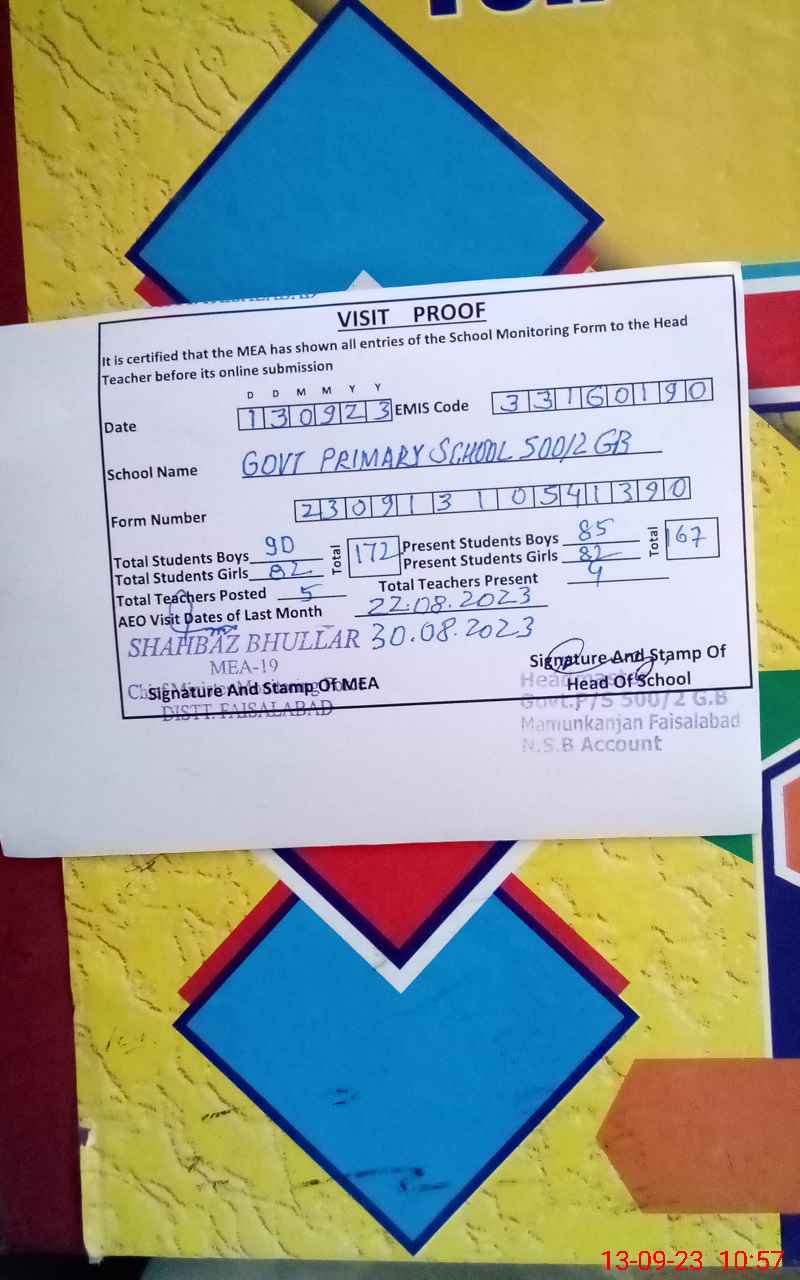 VISIT PROOF
It is certified that the MEA has shown all entries of the School Monitoring Form to the Head
Teacher before its online submission
D D M M Y Y
Date 130923 EMIS Code 33160190
School Name GOVT PRIMARY SCHOOL 500/2 GB
Form Number 23091310541390
Total Students Boys 90 Total 172 Present Students Boys 85 Total 167
Total Students Girls 82 Present Students Girls 82
Total Teachers Posted 5 Total Teachers Present 4
AEO Visit Dates of Last Month 22.08.2023
30.08.2023
SHAHBAZ BHULLAR
MEA-19
Signature And Stamp Of MEA
DISTT. FAISALABAD
Signature And Stamp Of
Head Of School
Govt.P/S 500/2 G.B
Mamunkanjan Faisalabad
N.S.B Account
13-09-23 10:57